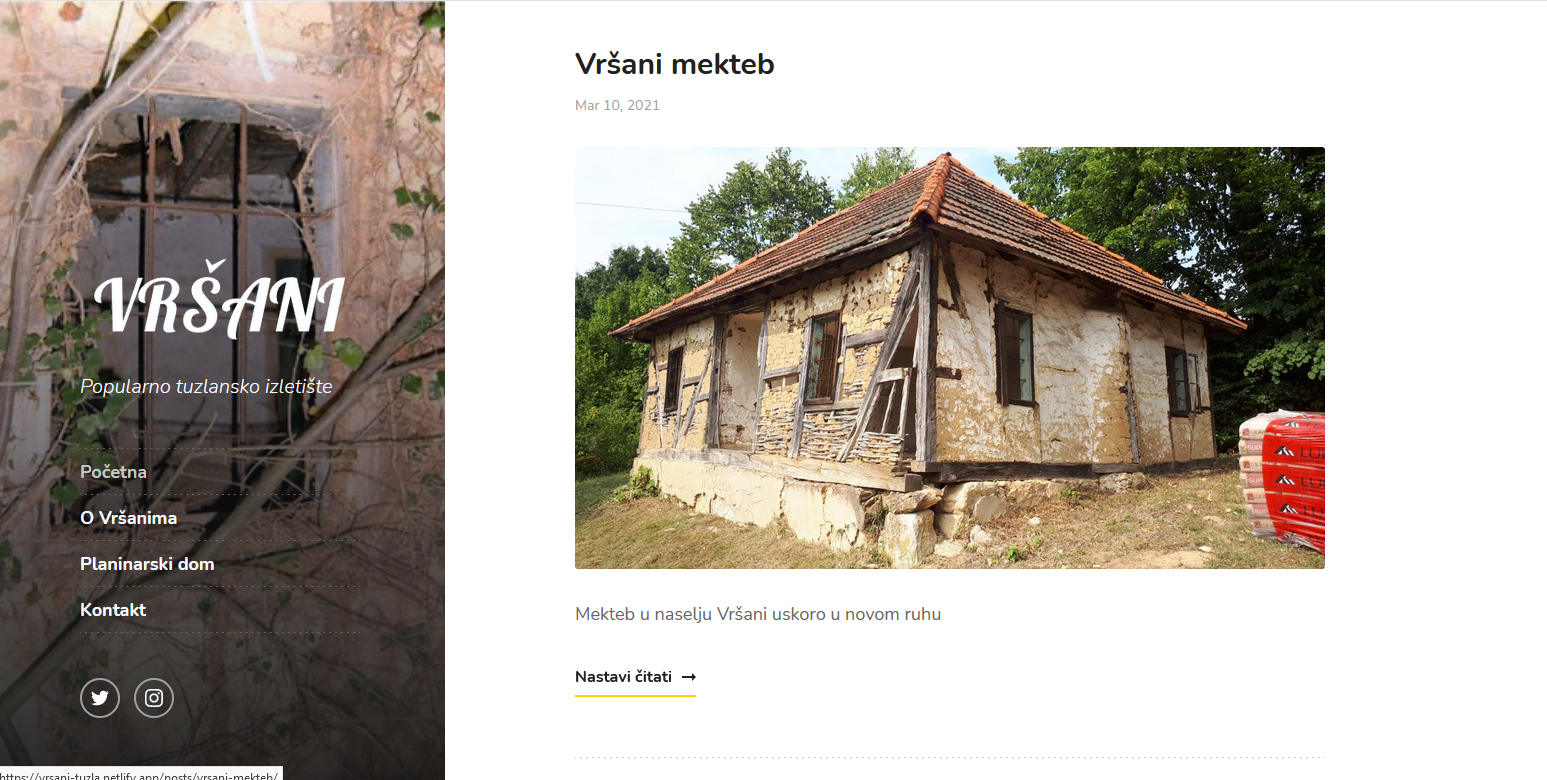 VRŠANI
Popularno tuzlansko izletište
Početna
O Vršanima
Planinarski dom
Kontakt
Vršani mekteb
Mar 10, 2021
Mekteb u naselju Vršani uskoro u novom ruhu
Nastavi čitati →
https://vrsani-tuzla.netlify.app/posts/vrsani-mekteb/